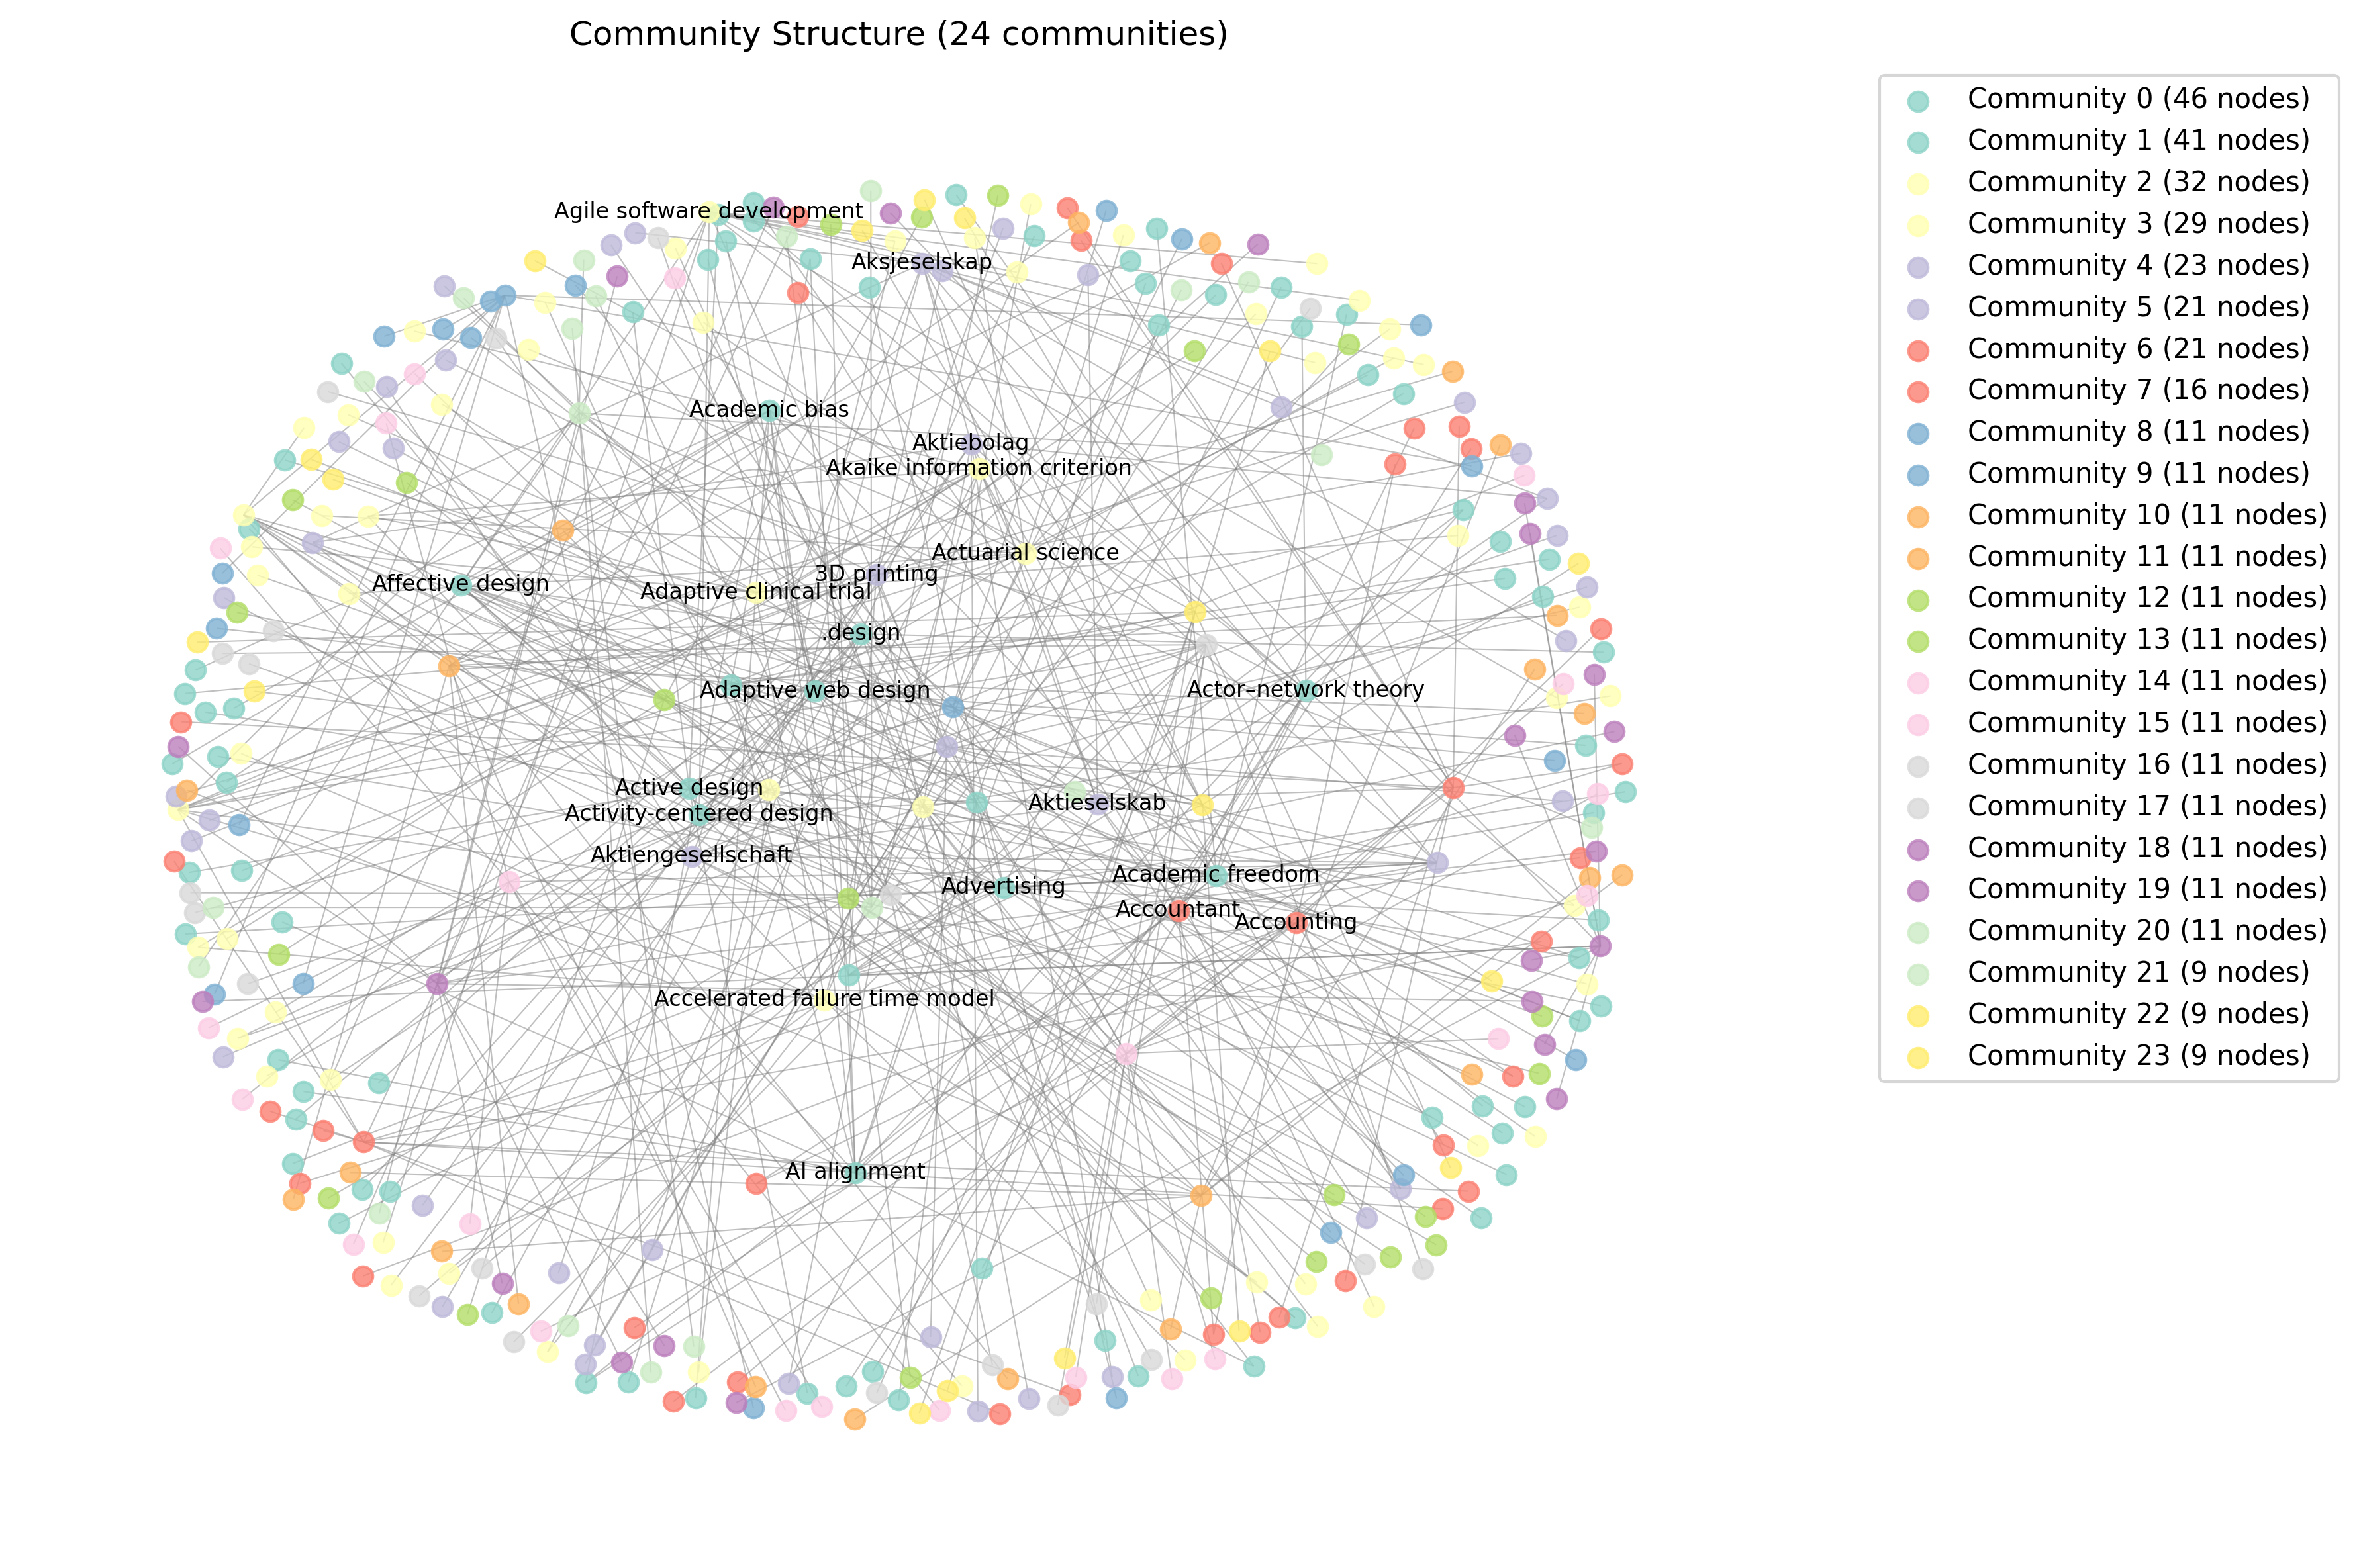 Community Structure (24 communities)
Agile software development
Aksjeselskap
Academic bias
Aktiebolag
Akaike information criterion
Actuarial science
3D printing
Affective design
Adaptive clinical trial
.design
Adaptive web design
Actor–network theory
Active design
Aktieselskab
Activity-centered design
Aktiengesellschaft
Academic freedom
Advertising
Accountant
Accounting
Accelerated failure time model
AI alignment
Community 0 (46 nodes)
Community 1 (41 nodes)
Community 2 (32 nodes)
Community 3 (29 nodes)
Community 4 (23 nodes)
Community 5 (21 nodes)
Community 6 (21 nodes)
Community 7 (16 nodes)
Community 8 (11 nodes)
Community 9 (11 nodes)
Community 10 (11 nodes)
Community 11 (11 nodes)
Community 12 (11 nodes)
Community 13 (11 nodes)
Community 14 (11 nodes)
Community 15 (11 nodes)
Community 16 (11 nodes)
Community 17 (11 nodes)
Community 18 (11 nodes)
Community 19 (11 nodes)
Community 20 (11 nodes)
Community 21 (9 nodes)
Community 22 (9 nodes)
Community 23 (9 nodes)